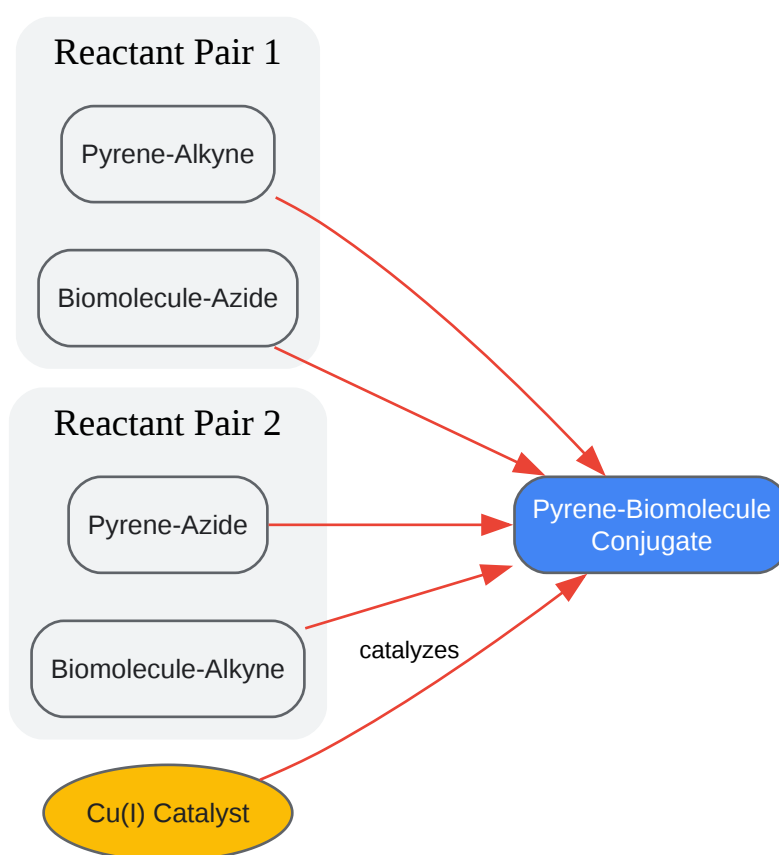 Reactant Pair 1
Pyrene-Alkyne
Biomolecule-Azide
Reactant Pair 2
Pyrene-Azide
Pyrene-Biomolecule
Conjugate
Biomolecule-Alkyne
catalyzes
Cu(I) Catalyst